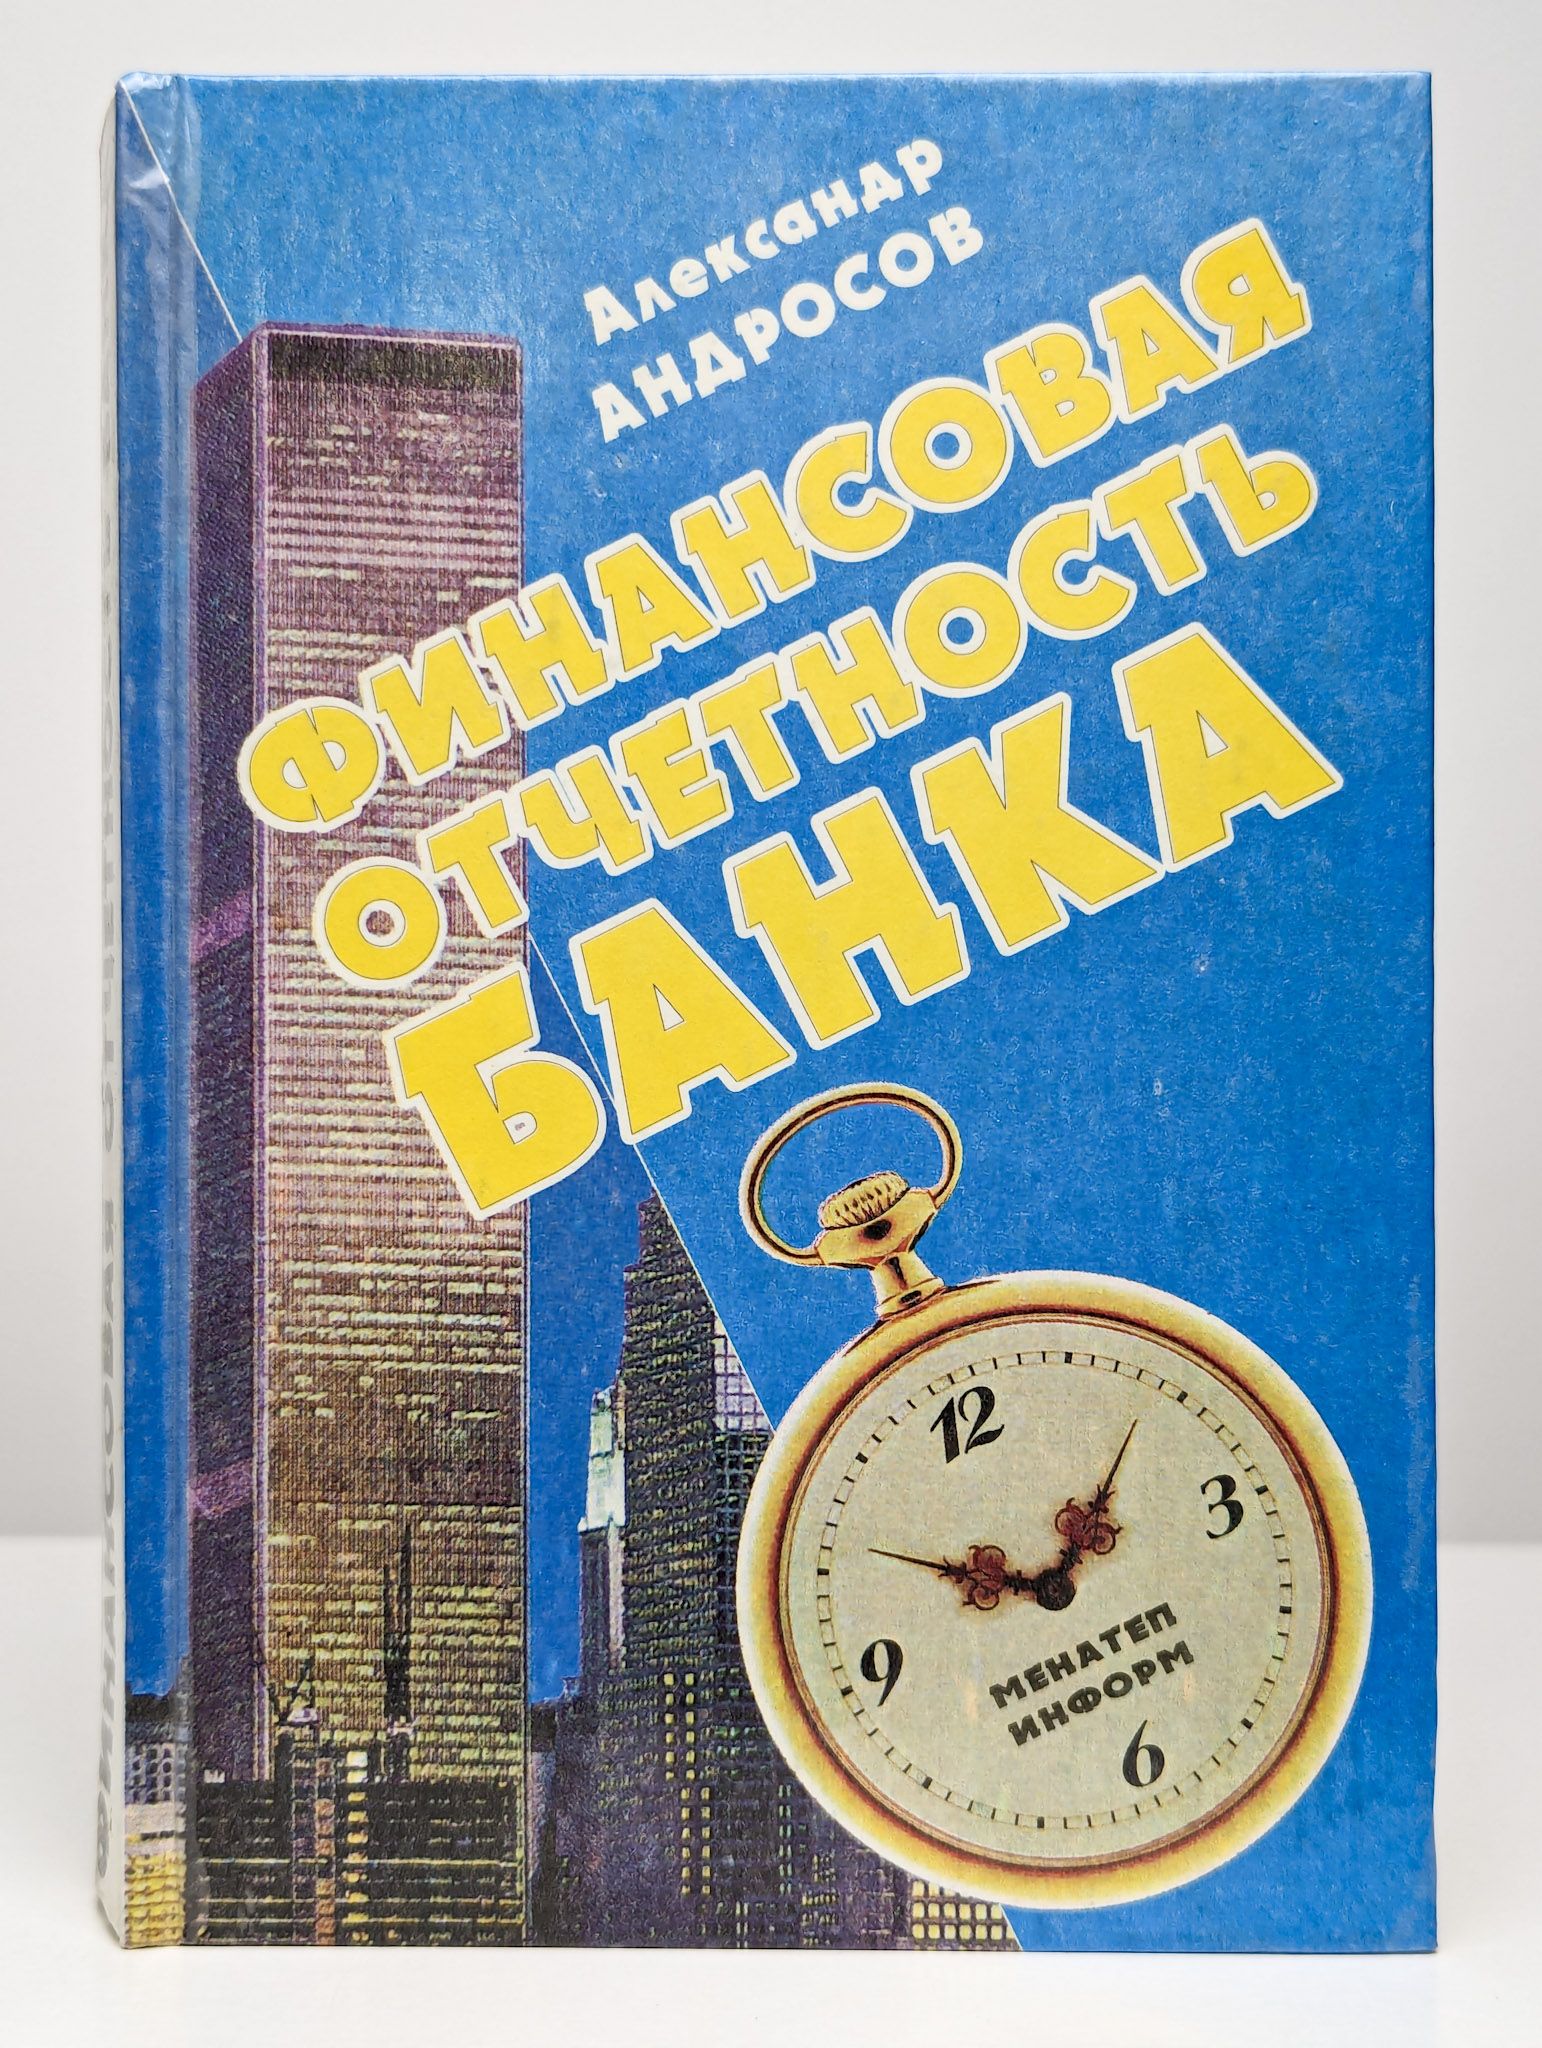 Александр
АНДРОСОВ
ФИНАНСОВАЯ
ОТЧЕТНОСТЬ
БАНКА
12
3
9
6
МЕНАТЕП
ИНФОРМ